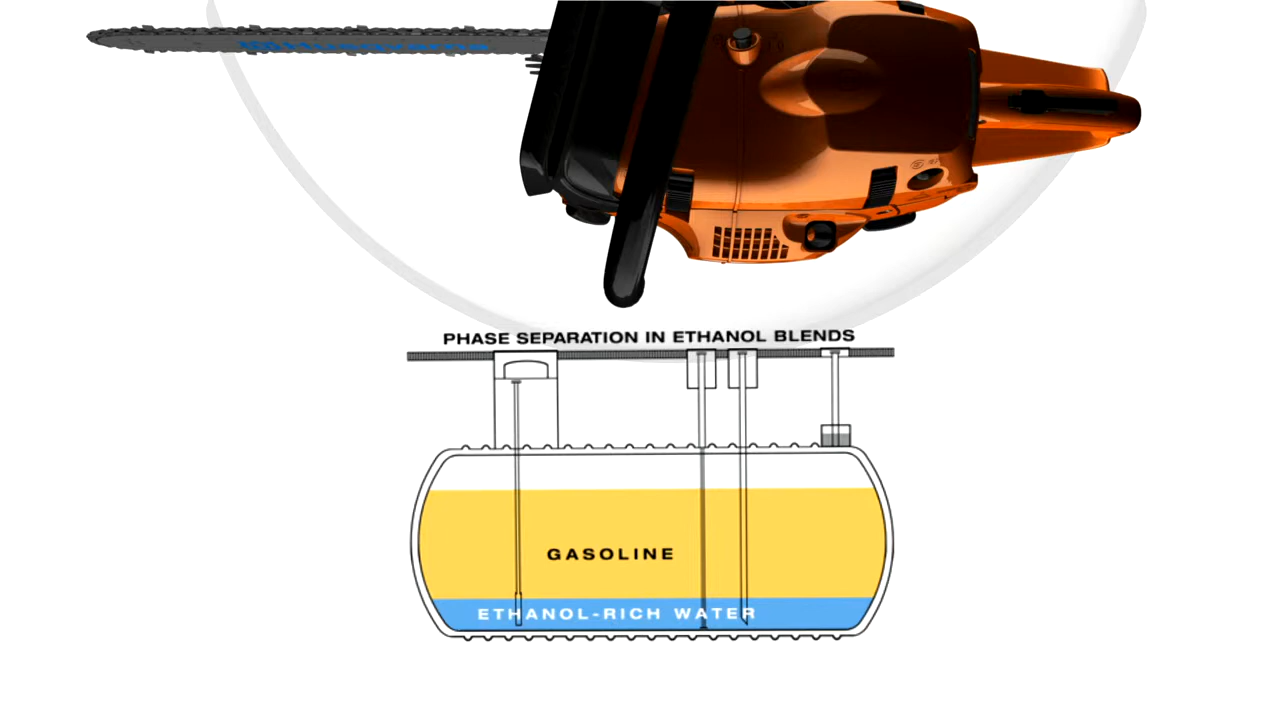 PHASE SEPARATION IN ETHANOL BLENDS
GASOLINE
ETHANOL-RICH WATER